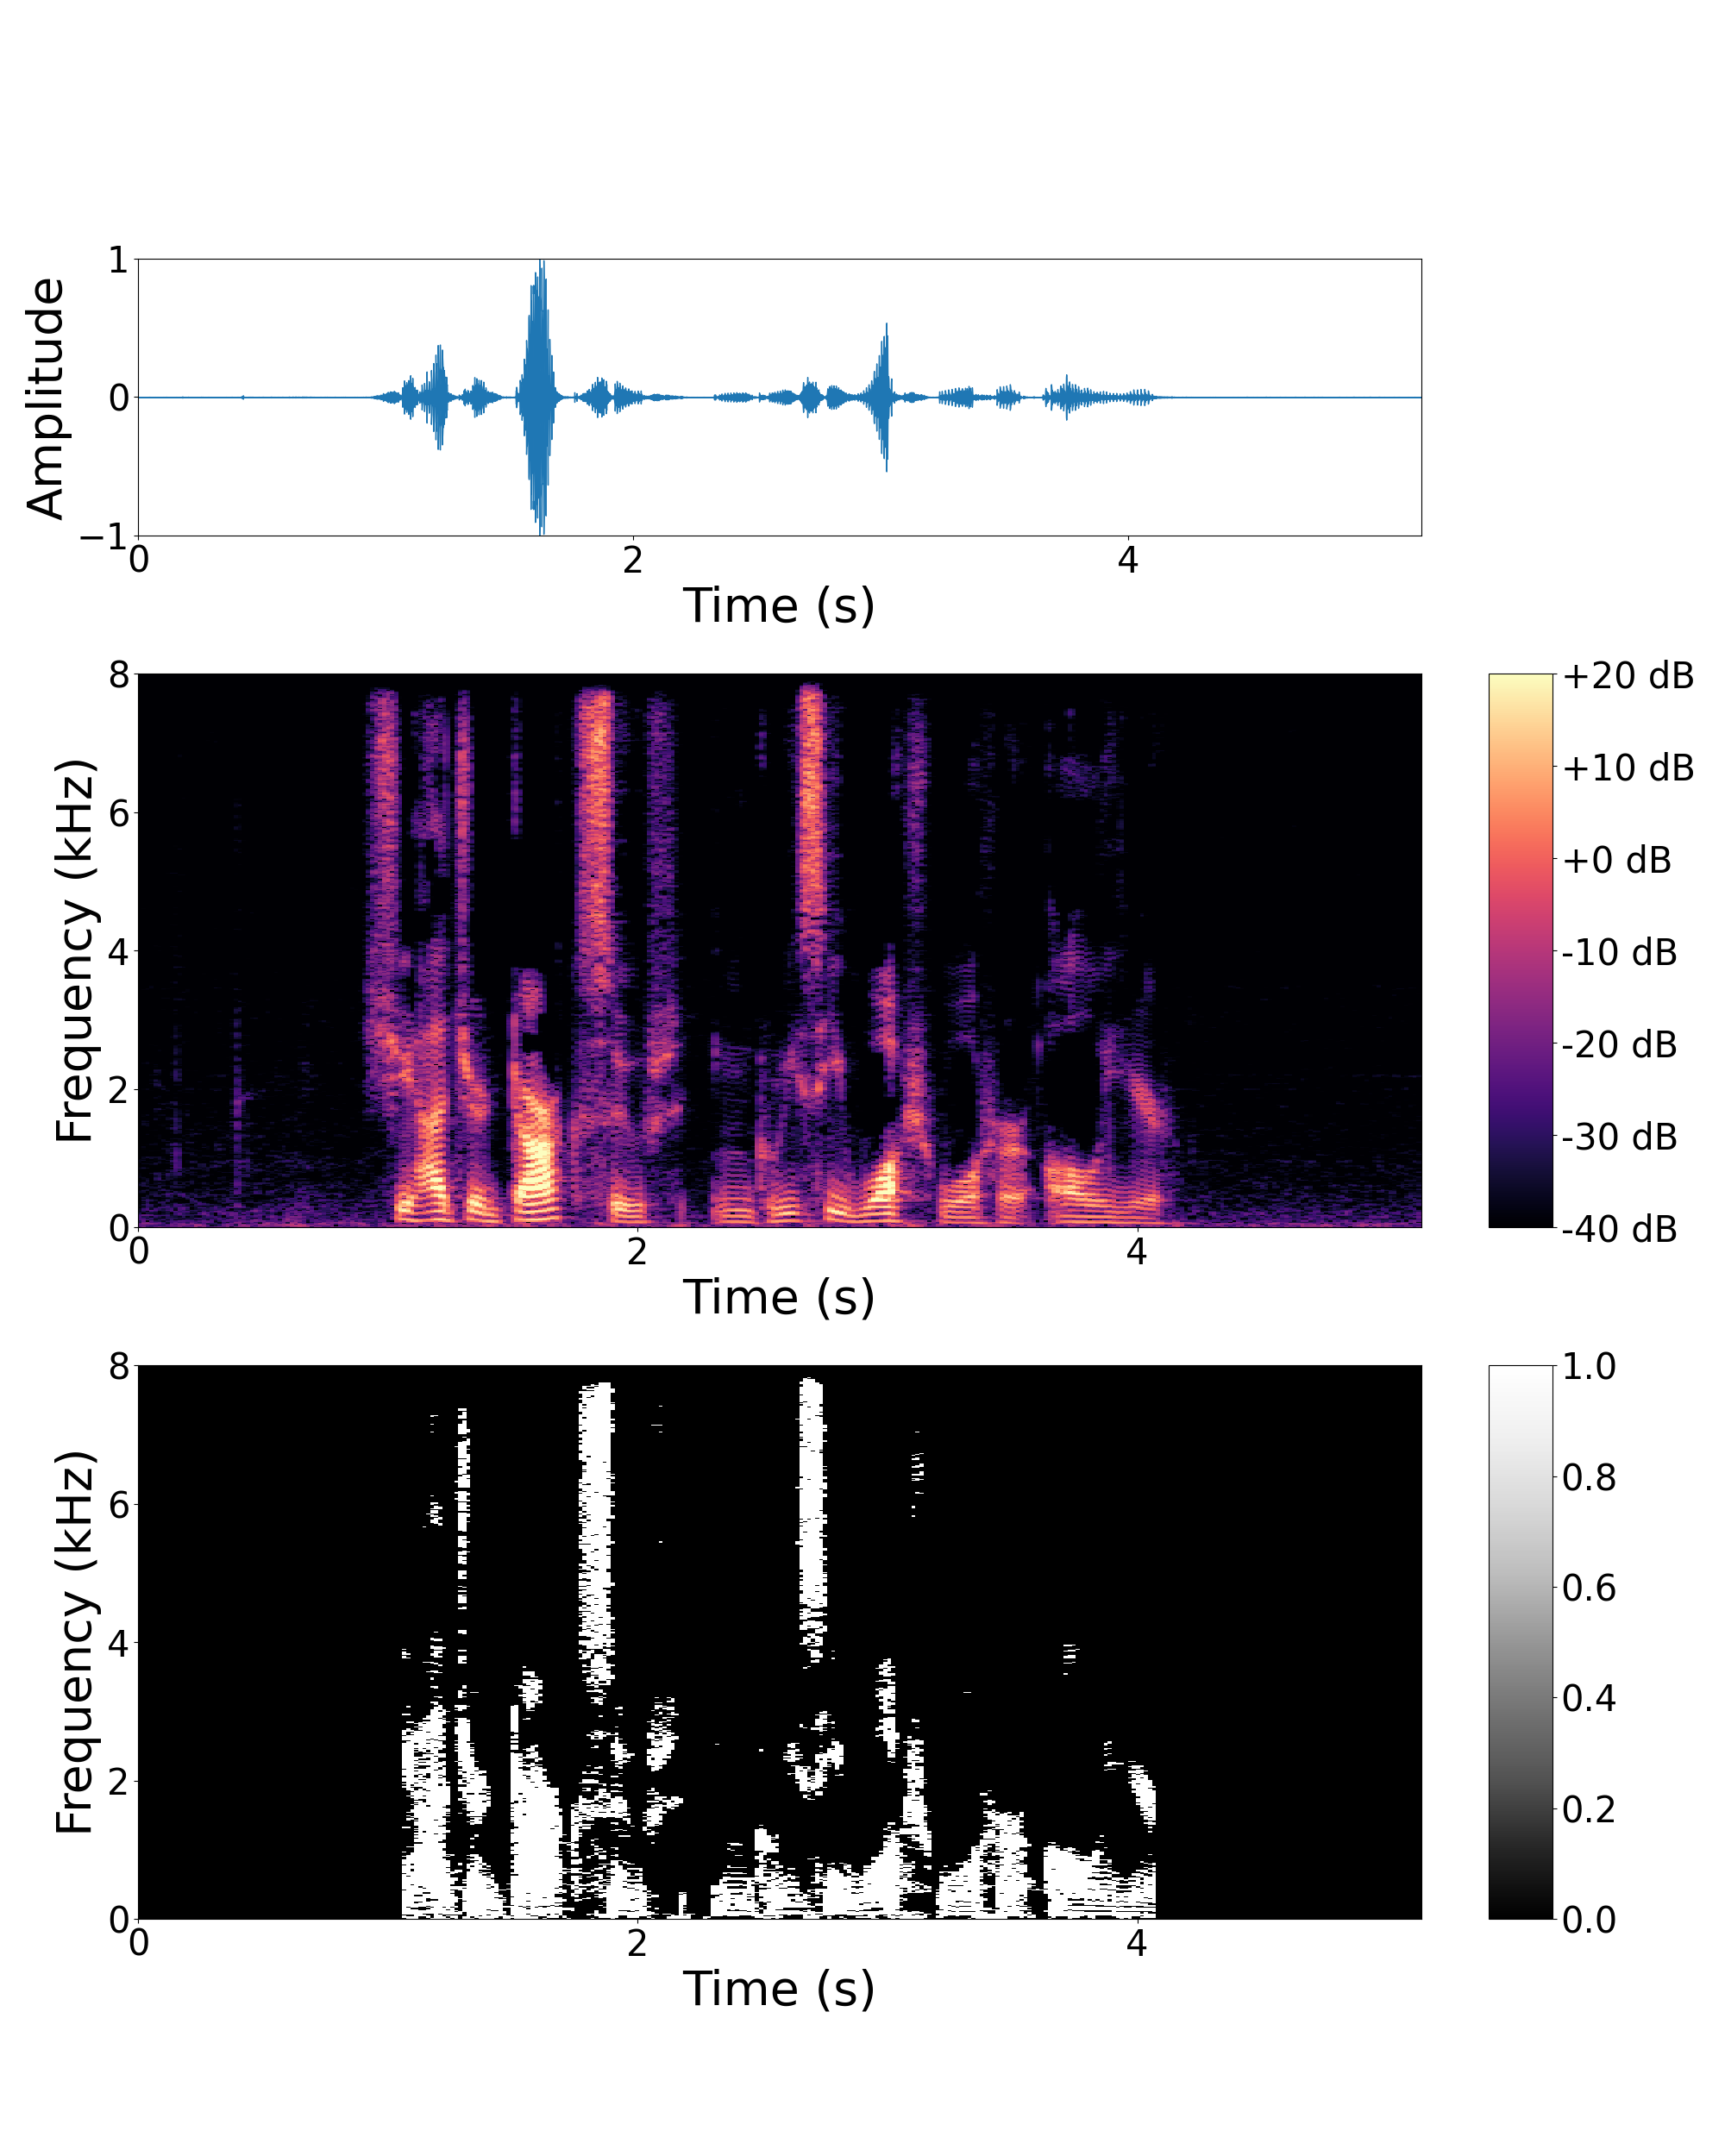 1
0
−1
Amplitude
0 2 4
Time (s)
8
6
4
2
0
Frequency (kHz)
0 2 4
Time (s)
+20 dB
+10 dB
+0 dB
-10 dB
-20 dB
-30 dB
-40 dB
8
6
4
2
0
Frequency (kHz)
0 2 4
Time (s)
1.0
0.8
0.6
0.4
0.2
0.0